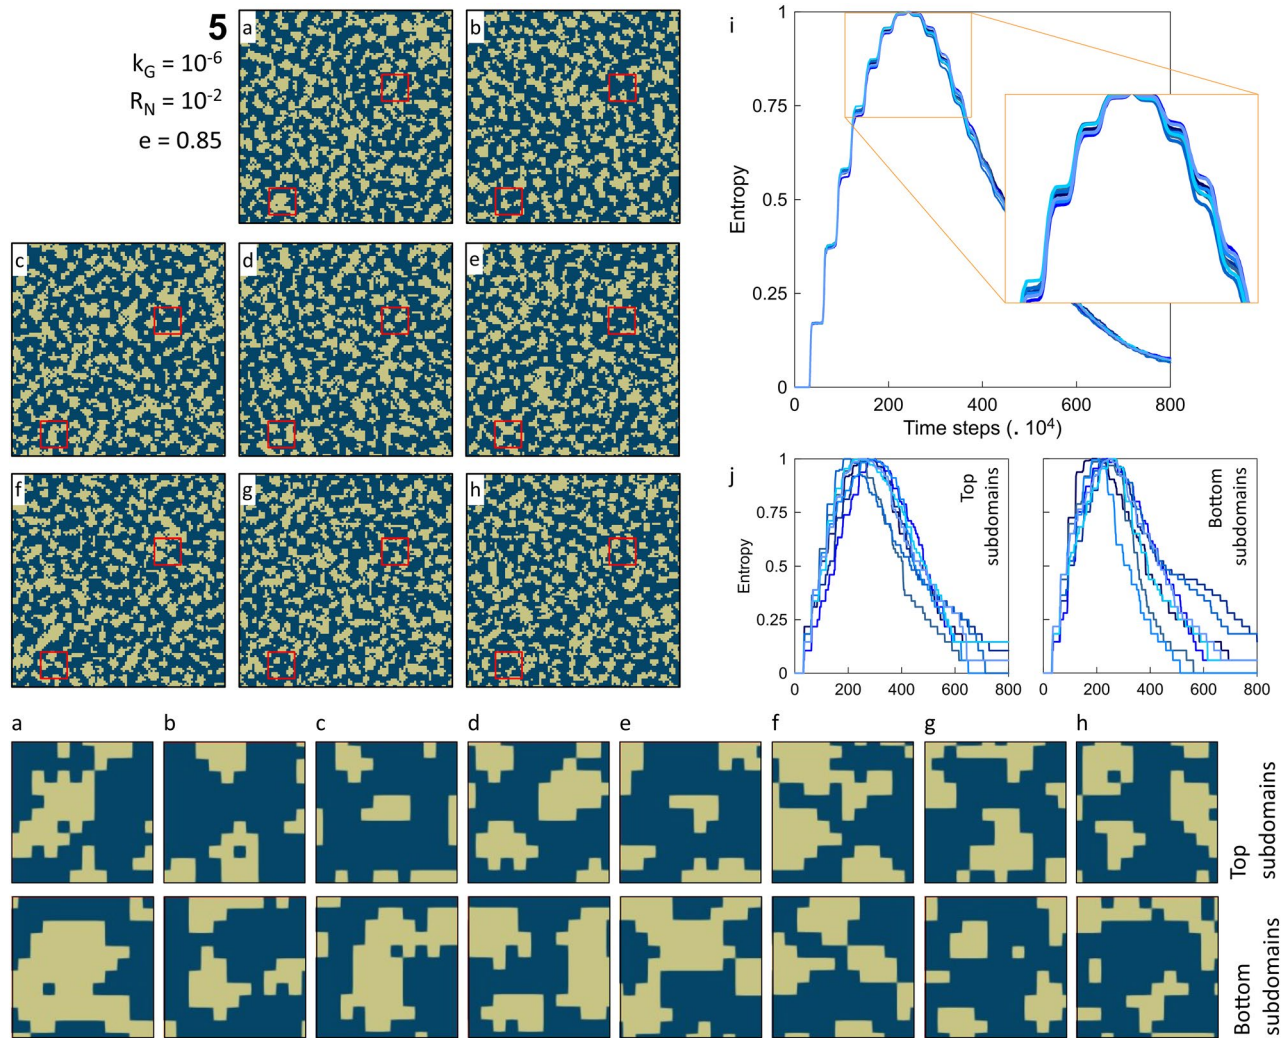 5
k_G = 10^-6
R_N = 10^-2
e = 0.85
a
b
c
d
e
f
g
h
i
Entropy
1
0.75
0.5
0.25
0
0 200 400 600 800
Time steps (. 10^4)
j
Entropy
1
0.75
0.5
0.25
0
0 200 400 600 800
Top
subdomains
0 200 400 600 800
Bottom
subdomains
a b c d e f g h
Top
subdomains
Bottom
subdomains